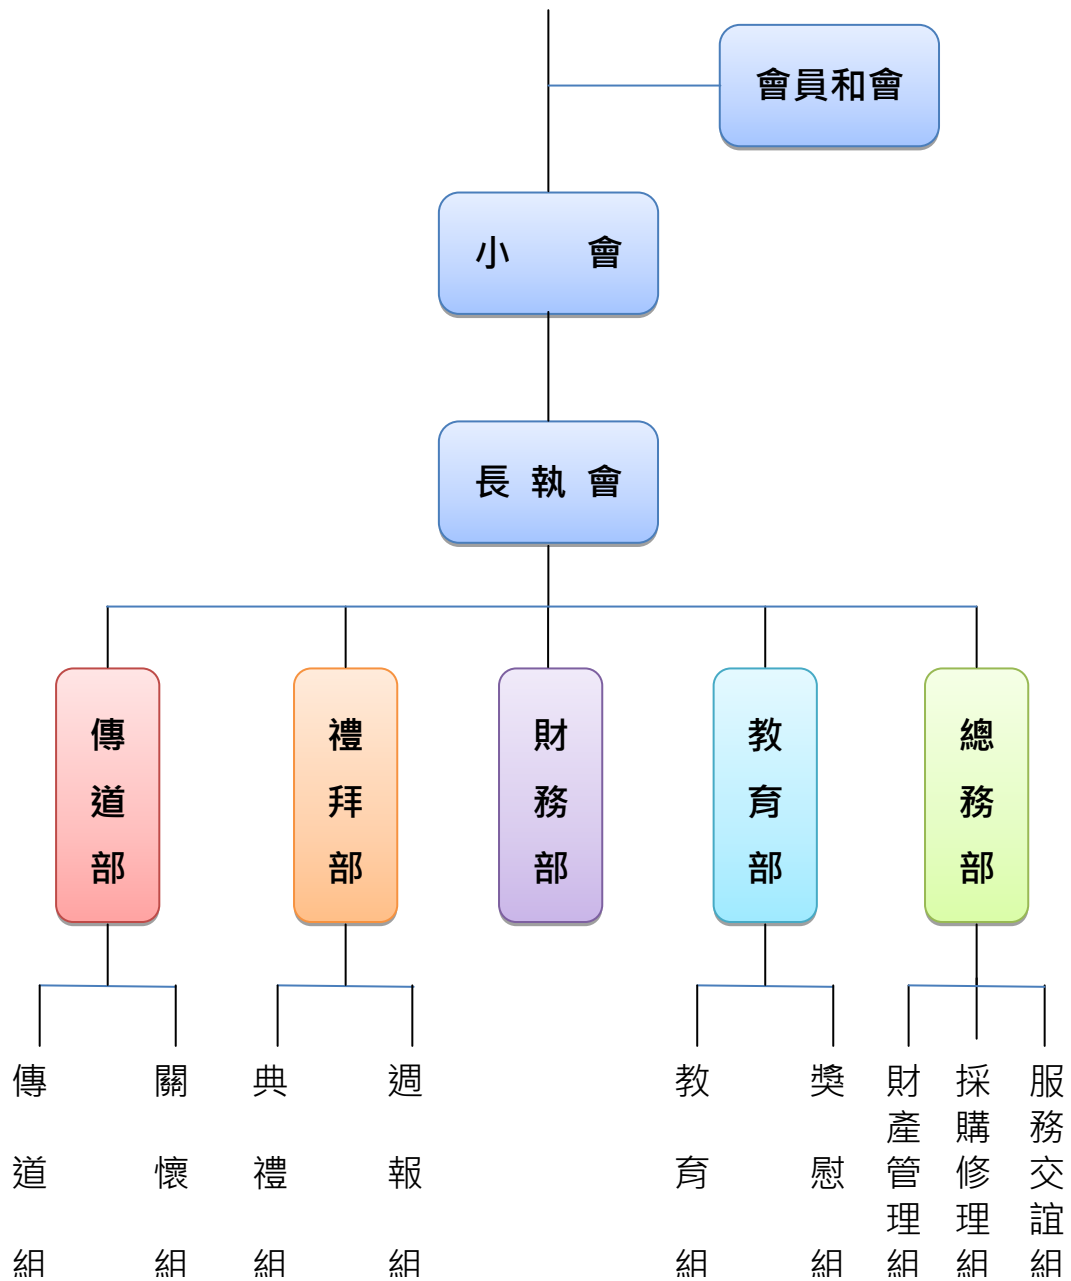 會員和會
小會
長執會
傳道部
禮拜部
財務部
教育部
總務部
傳道組
關懷組
典禮組
週報組
教育組
獎慰組
財產管理組
採購修理組
服務交誼組